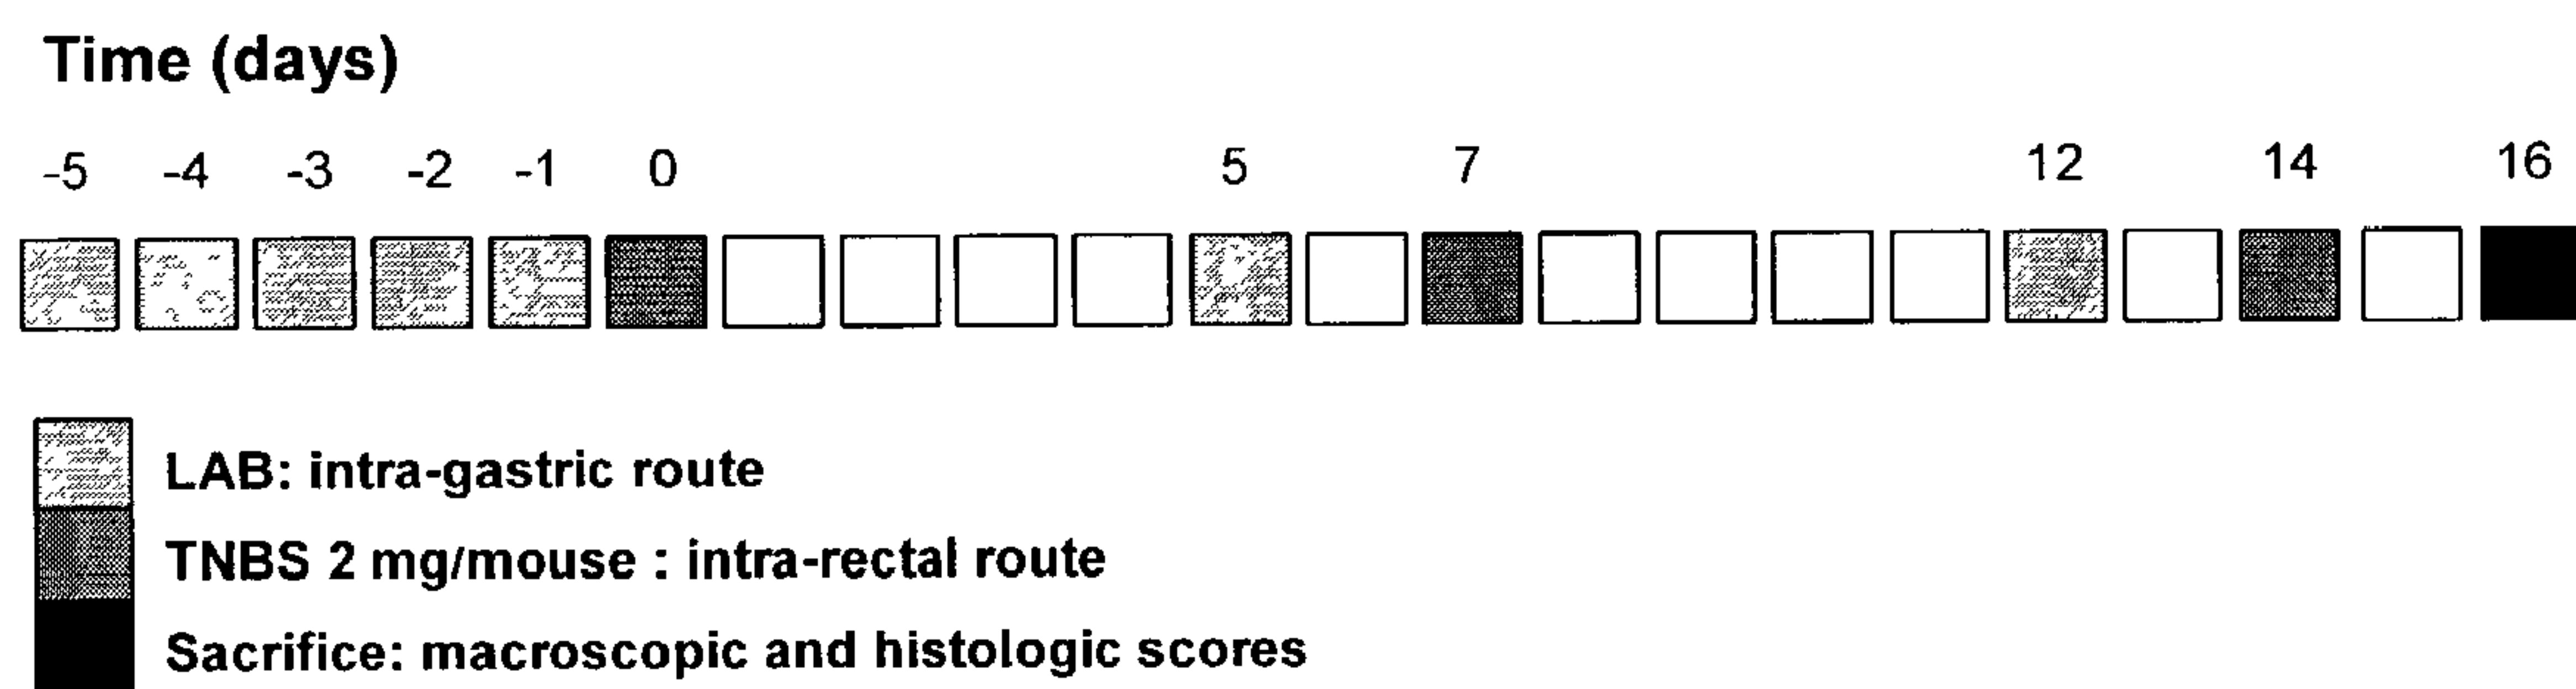 Time (days)
-5 -4 -3 -2 -1 0 5 7 12 14 16
LAB: intra-gastric route
TNBS 2 mg/mouse : intra-rectal route
Sacrifice: macroscopic and histologic scores